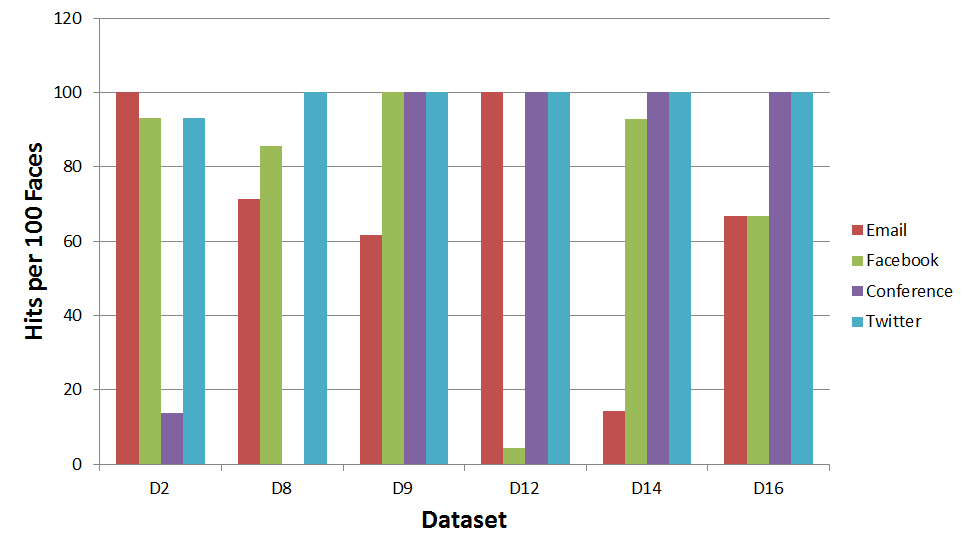 120
100
80
60
40
20
0
Hits per 100 Faces
D2 D8 D9 D12 D14 D16
Dataset
Email
Facebook
Conference
Twitter